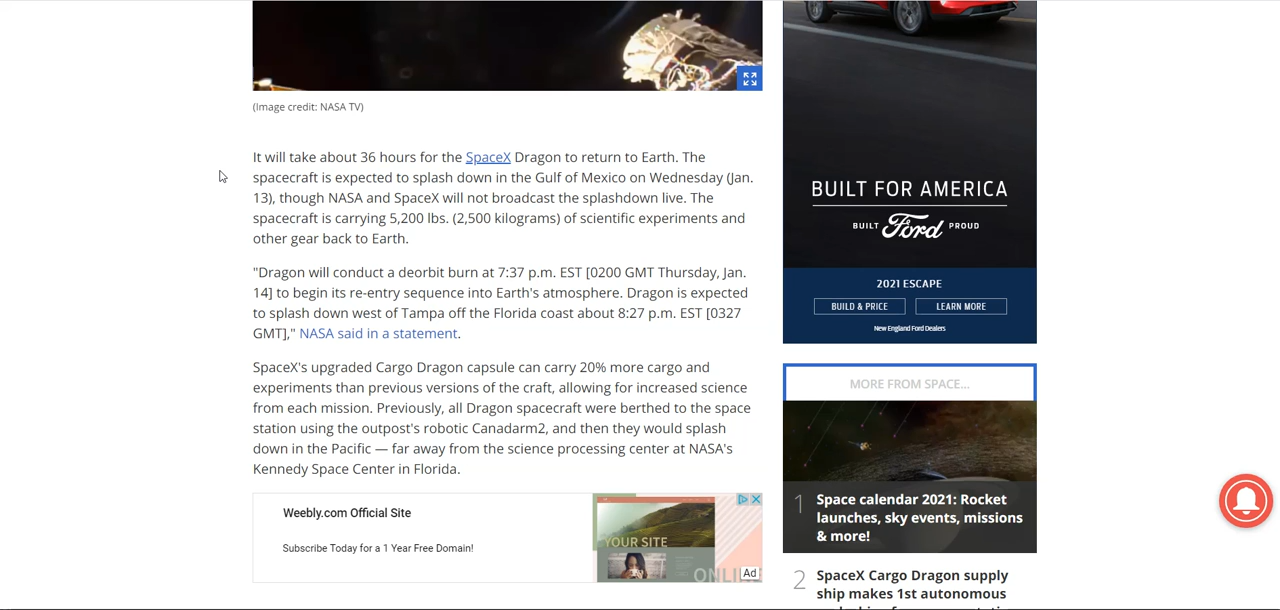 (Image credit: NASA TV)
It will take about 36 hours for the SpaceX Dragon to return to Earth. The
spacecraft is expected to splash down in the Gulf of Mexico on Wednesday (Jan.
13), though NASA and SpaceX will not broadcast the splashdown live. The
spacecraft is carrying 5,200 lbs. (2,500 kilograms) of scientific experiments and
other gear back to Earth.
"Dragon will conduct a deorbit burn at 7:37 p.m. EST [0200 GMT Thursday, Jan.
14] to begin its re-entry sequence into Earth's atmosphere. Dragon is expected
to splash down west of Tampa off the Florida coast about 8:27 p.m. EST [0327
GMT]," NASA said in a statement.
SpaceX's upgraded Cargo Dragon capsule can carry 20% more cargo and
experiments than previous versions of the craft, allowing for increased science
from each mission. Previously, all Dragon spacecraft were berthed to the space
station using the outpost's robotic Canadarm2, and then they would splash
down in the Pacific — far away from the science processing center at NASA's
Kennedy Space Center in Florida.
Weebly.com Official Site
Subscribe Today for a 1 Year Free Domain!
YOUR SITE
Ad
BUILT FOR AMERICA
BUILT Ford PROUD
2021 ESCAPE
BUILD & PRICE
LEARN MORE
New England Ford Dealers
MORE FROM SPACE...
1 Space calendar 2021: Rocket
launches, sky events, missions
& more!
2 SpaceX Cargo Dragon supply
ship makes 1st autonomous